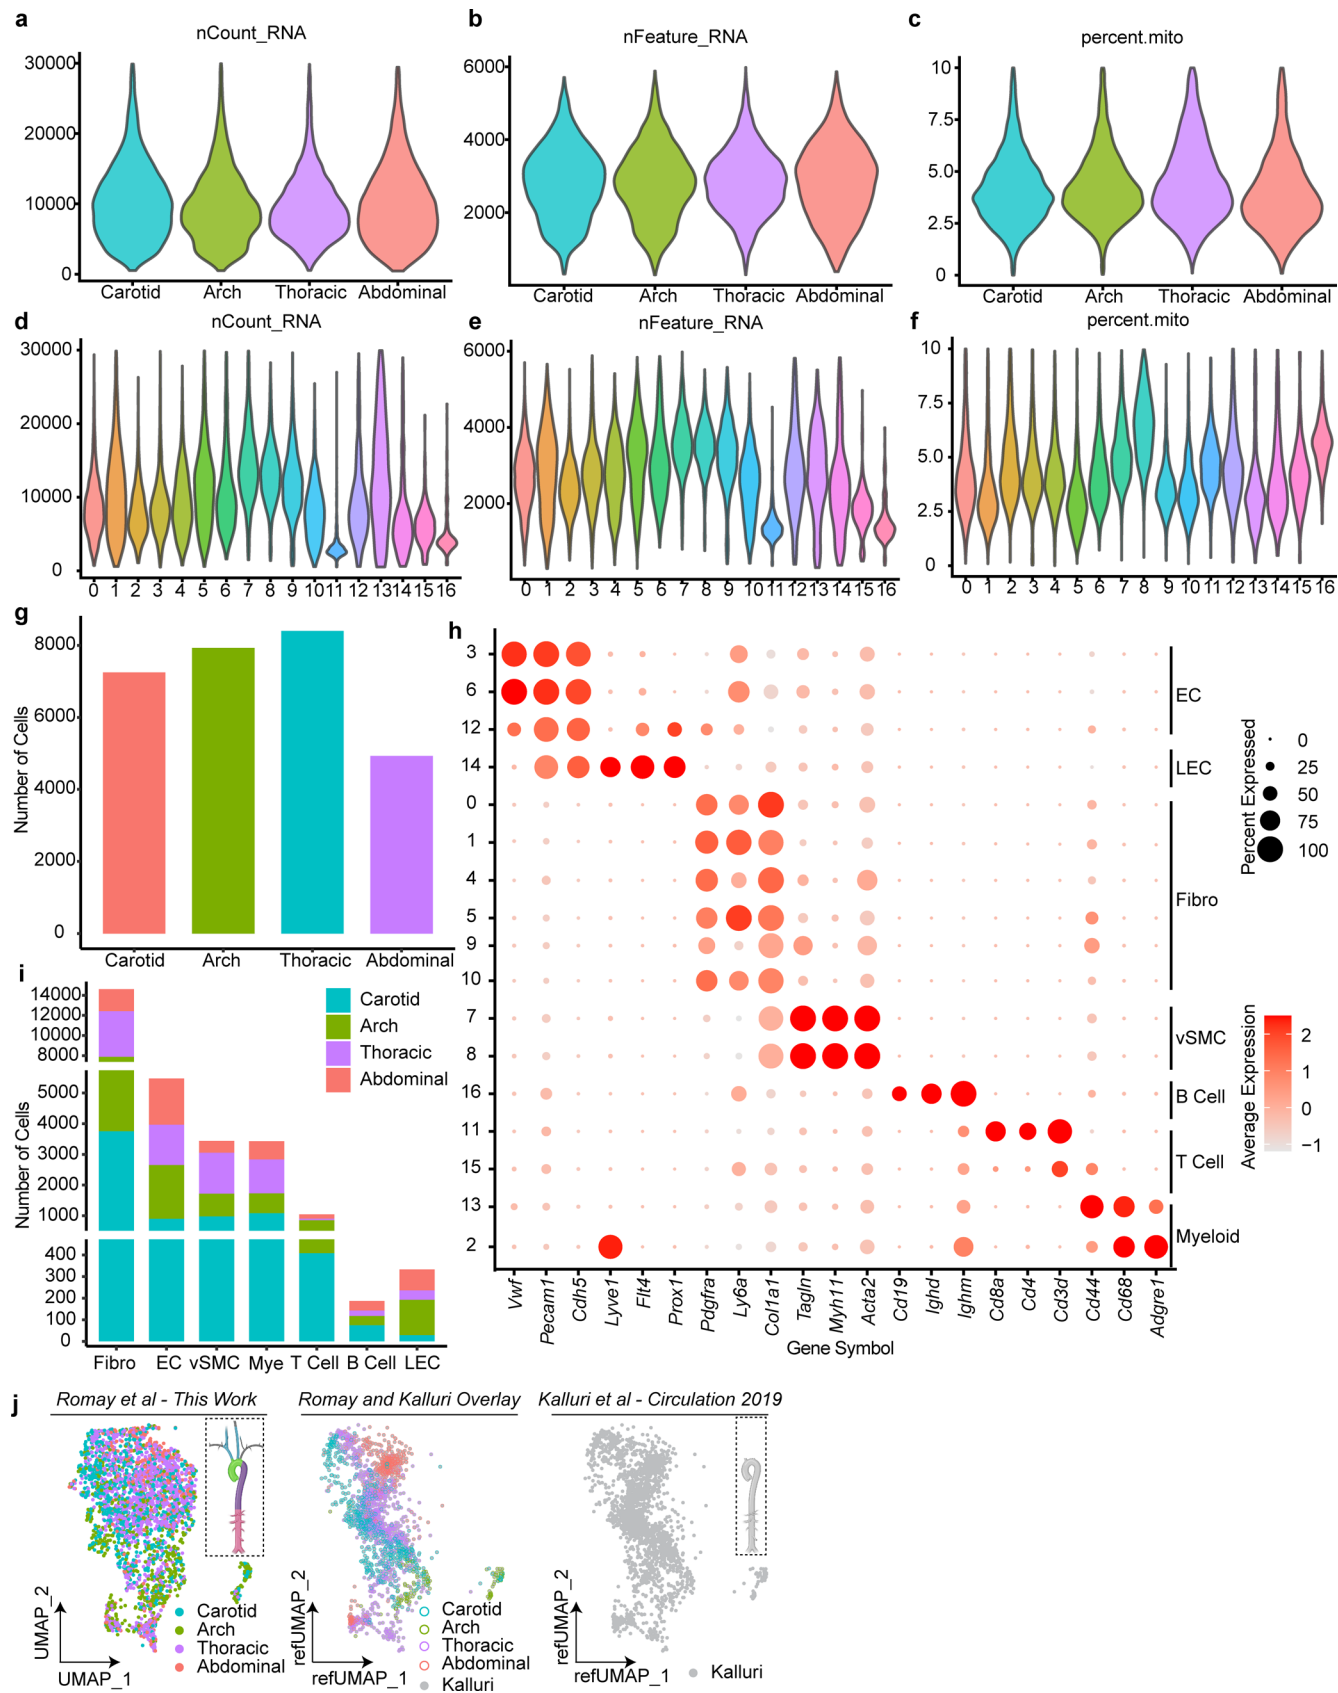 a
nCount_RNA
30000
20000
10000
0
Carotid
Arch
Thoracic
Abdominal
b
nFeature_RNA
6000
4000
2000
Carotid
Arch
Thoracic
Abdominal
c
percent.mito
10
7.5
5.0
2.5
0
Carotid
Arch
Thoracic
Abdominal
d
nCount_RNA
30000
20000
10000
0
0 1 2 3 4 5 6 7 8 9 10 11 12 13 14 15 16
e
nFeature_RNA
6000
4000
2000
0 1 2 3 4 5 6 7 8 9 10 11 12 13 14 15 16
f
percent.mito
10
7.5
5.0
2.5
0
0 1 2 3 4 5 6 7 8 9 10 11 12 13 14 15 16
g
Number of Cells
8000
6000
4000
2000
0
Carotid
Arch
Thoracic
Abdominal
h
3
6
12
14
0
1
4
5
9
10
7
8
16
11
15
13
2
EC
LEC
Fibro
vSMC
B Cell
T Cell
Myeloid
Vwf
Pecam1
Cdh5
Lyve1
Flt4
Prox1
Pdgfra
Ly6a
Col1a1
Tagln
Myh11
Acta2
Cd19
Ighd
Ighm
Cd8a
Cd4
Cd3d
Cd44
Cd68
Adgre1
Gene Symbol
Percent Expressed
0
25
50
75
100
Average Expression
2
1
0
−1
i
Number of Cells
14000
12000
10000
8000
5000
4000
3000
2000
1000
400
300
200
100
0
Fibro
EC
vSMC
Mye
T Cell
B Cell
LEC
Carotid
Arch
Thoracic
Abdominal
j
Romay et al - This Work
UMAP_2
UMAP_1
Carotid
Arch
Thoracic
Abdominal
Romay and Kalluri Overlay
refUMAP_2
refUMAP_1
Carotid
Arch
Thoracic
Abdominal
Kalluri
Kalluri et al - Circulation 2019
refUMAP_2
refUMAP_1
Kalluri